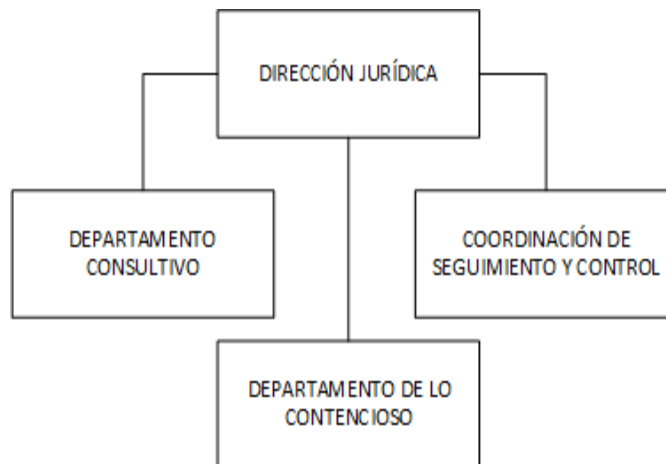 DIRECCIÓN JURÍDICA
DEPARTAMENTO
CONSULTIVO
COORDINACIÓN DE
SEGUIMIENTO Y CONTROL
DEPARTAMENTO DE LO
CONTENCIOSO